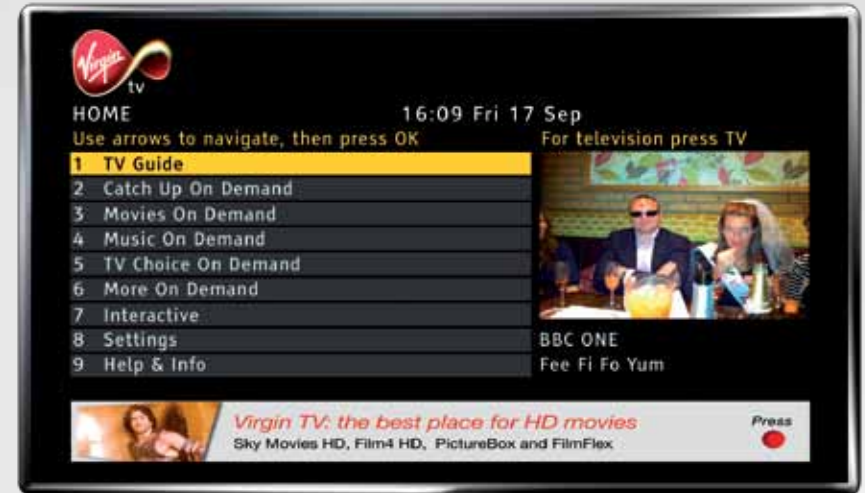 Virgin
tv
HOME 16:09 Fri 17 Sep
Use arrows to navigate, then press OK For television press TV
1 TV Guide
2 Catch Up On Demand
3 Movies On Demand
4 Music On Demand
5 TV Choice On Demand
6 More On Demand
7 Interactive
8 Settings
9 Help & Info
BBC ONE
Fee Fi Fo Yum
Virgin TV: the best place for HD movies
Sky Movies HD, Film4 HD, PictureBox and FilmFlex
Press